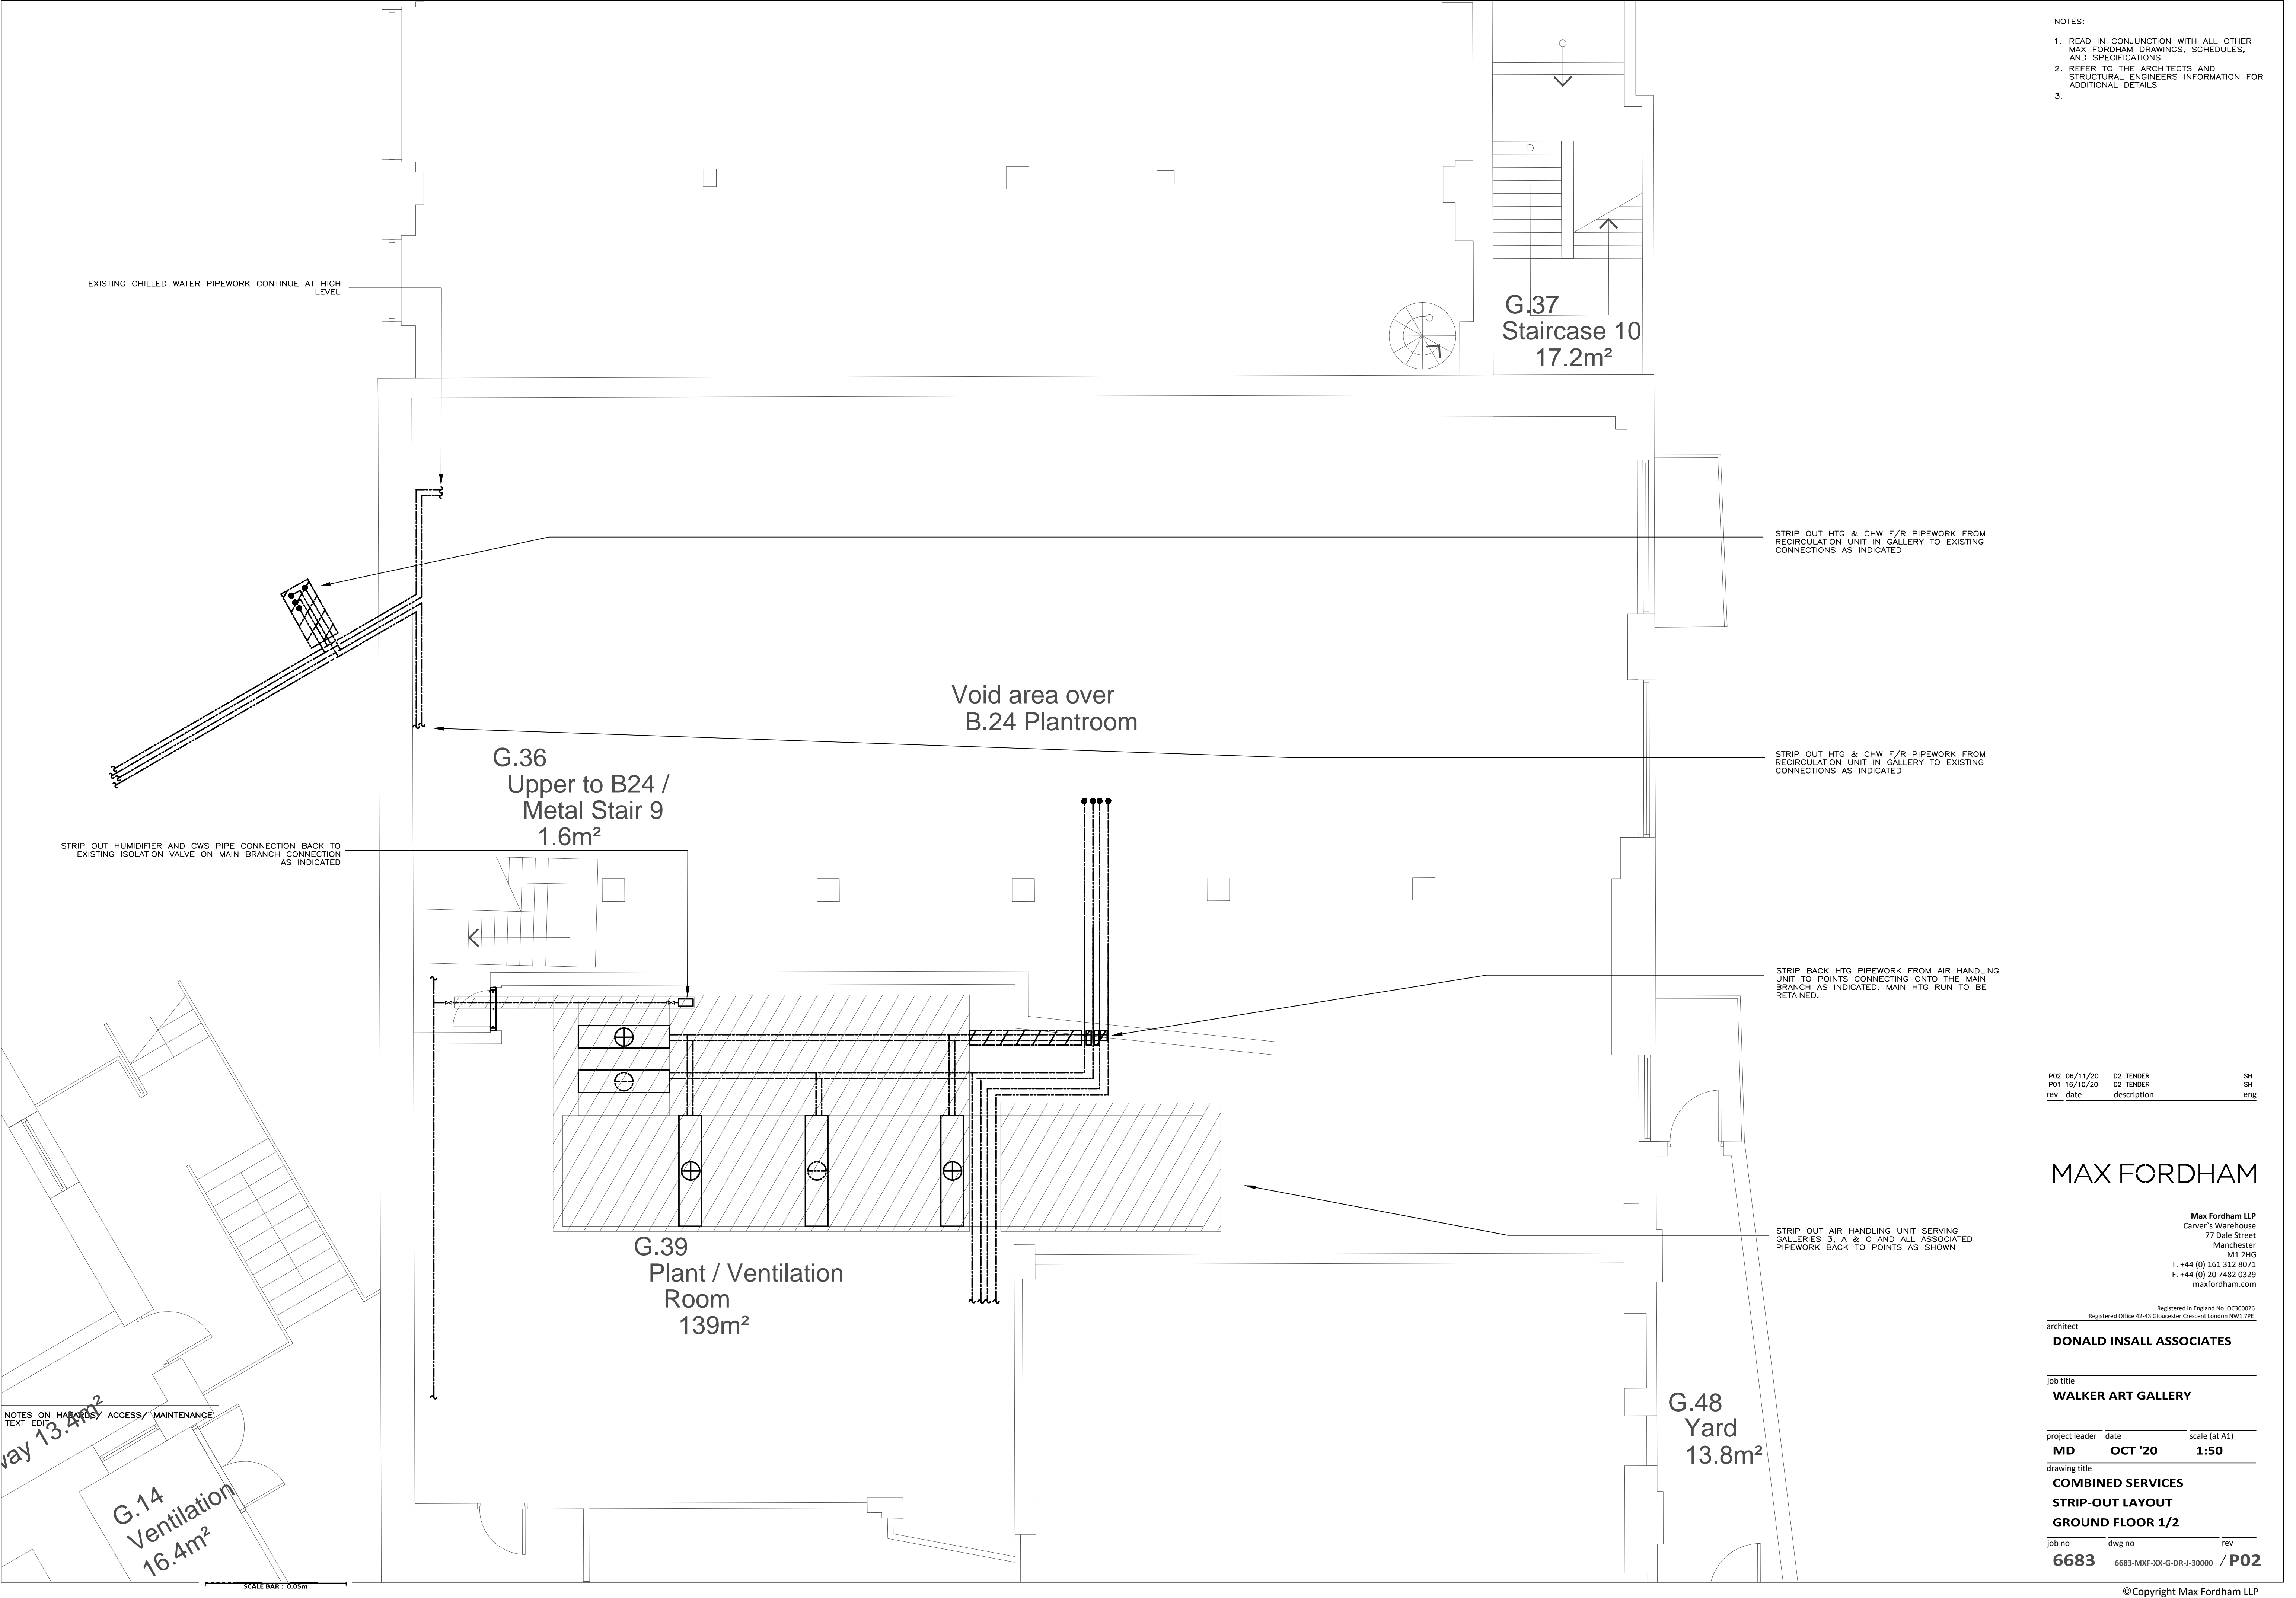 NOTES:
1. READ IN CONJUNCTION WITH ALL OTHER
MAX FORDHAM DRAWINGS, SCHEDULES,
AND SPECIFICATIONS
2. REFER TO THE ARCHITECTS AND
STRUCTURAL ENGINEERS INFORMATION FOR
ADDITIONAL DETAILS
3.
EXISTING CHILLED WATER PIPEWORK CONTINUE AT HIGH
LEVEL
G.37
Staircase 10
17.2m²
STRIP OUT HTG & CHW F/R PIPEWORK FROM
RECIRCULATION UNIT IN GALLERY TO EXISTING
CONNECTIONS AS INDICATED
Void area over
B.24 Plantroom
STRIP OUT HTG & CHW F/R PIPEWORK FROM
RECIRCULATION UNIT IN GALLERY TO EXISTING
CONNECTIONS AS INDICATED
G.36
Upper to B24 /
Metal Stair 9
1.6m²
STRIP OUT HUMIDIFIER AND CWS PIPE CONNECTION BACK TO
EXISTING ISOLATION VALVE ON MAIN BRANCH CONNECTION
AS INDICATED
STRIP BACK HTG PIPEWORK FROM AIR HANDLING
UNIT TO POINTS CONNECTING ONTO THE MAIN
BRANCH AS INDICATED. MAIN HTG RUN TO BE
RETAINED.
STRIP OUT AIR HANDLING UNIT SERVING
GALLERIES 3, A & C AND ALL ASSOCIATED
PIPEWORK BACK TO POINTS AS SHOWN
G.39
Plant / Ventilation
Room
139m²
G.48
Yard
13.8m²
NOTES ON HAZARDS/ ACCESS/ MAINTENANCE
TEXT EDIT
way 13.4m²
G.14
Ventilation
16.4m²
SCALE BAR : 0.05m
P02 06/11/20 D2 TENDER SH
P01 16/10/20 D2 TENDER SH
rev date description eng
MAX FORDHAM
Max Fordham LLP
Carver`s Warehouse
77 Dale Street
Manchester
M1 2HG
T. +44 (0) 161 312 8071
F. +44 (0) 20 7482 0329
maxfordham.com
Registered in England No. OC300026
Registered Office 42-43 Gloucester Crescent London NW1 7PE
architect
DONALD INSALL ASSOCIATES
job title
WALKER ART GALLERY
project leader date scale (at A1)
MD OCT '20 1:50
drawing title
COMBINED SERVICES
STRIP-OUT LAYOUT
GROUND FLOOR 1/2
job no dwg no rev
6683 6683-MXF-XX-G-DR-J-30000 / P02
©Copyright Max Fordham LLP